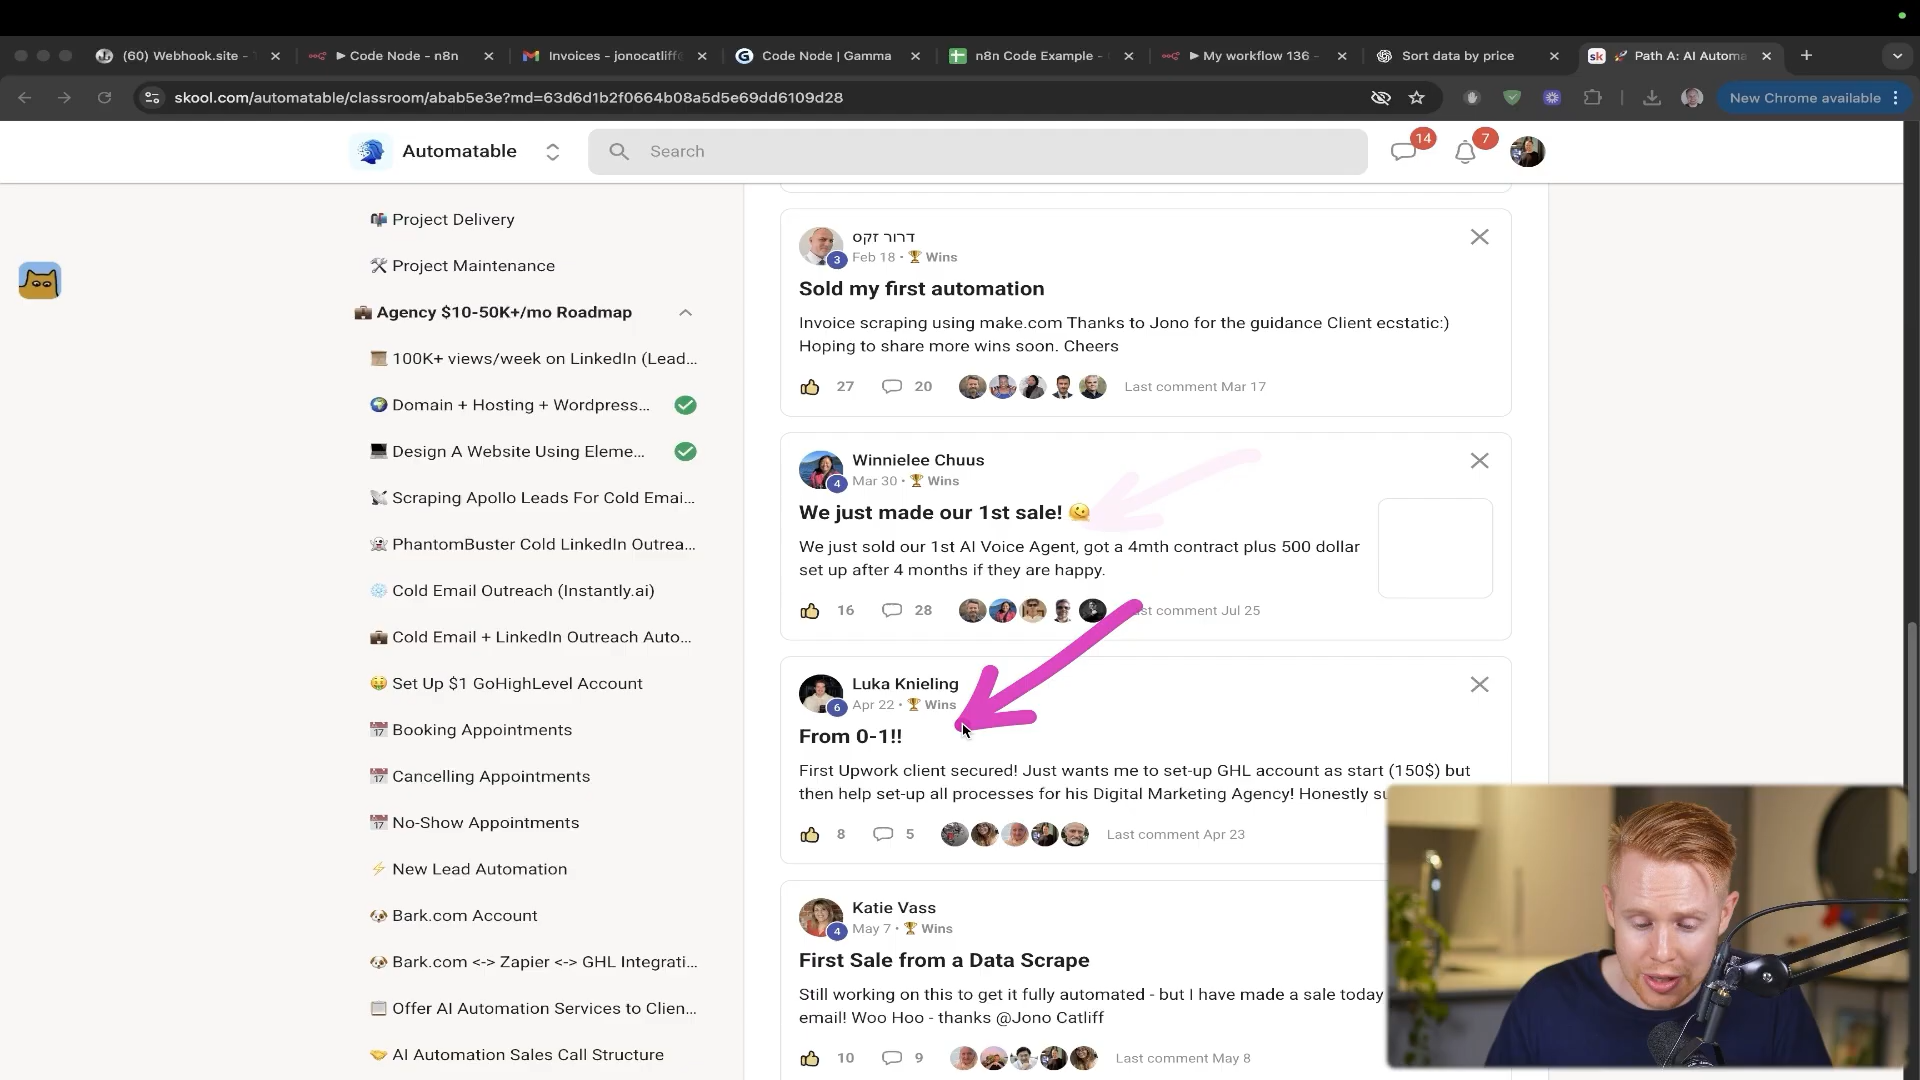 (60) Webhook.site -
Code Node - n8n
Invoices - jonocatliff
Code Node | Gamma
n8n Code Example -
My workflow 136 -
Sort data by price
sk
🚀 Path A: AI Automa
skool.com/automatable/classroom/abab5e3e?md=63d6d1b2f0664b08a5d5e69dd6109d28
New Chrome available
Automatable
Search
14
7
📬 Project Delivery
🛠 Project Maintenance
💼 Agency $10-50K+/mo Roadmap
📜 100K+ views/week on LinkedIn (Lead...
🌍 Domain + Hosting + Wordpress...
💻 Design A Website Using Eleme...
📡 Scraping Apollo Leads For Cold Emai...
👻 PhantomBuster Cold LinkedIn Outrea...
❄️ Cold Email Outreach (Instantly.ai)
💼 Cold Email + LinkedIn Outreach Auto...
🤑 Set Up $1 GoHighLevel Account
📅 Booking Appointments
📅 Cancelling Appointments
📅 No-Show Appointments
⚡ New Lead Automation
🐶 Bark.com Account
🐶 Bark.com <-> Zapier <-> GHL Integrati...
📋 Offer AI Automation Services to Clien...
🤝 AI Automation Sales Call Structure
דרור זקס
3
Feb 18 • 🏆 Wins
Sold my first automation
Invoice scraping using make.com Thanks to Jono for the guidance Client ecstatic:)
Hoping to share more wins soon. Cheers
27
20
Last comment Mar 17
Winnielee Chuus
4
Mar 30 • 🏆 Wins
We just made our 1st sale! 🫠
We just sold our 1st AI Voice Agent, got a 4mth contract plus 500 dollar
set up after 4 months if they are happy.
16
28
st comment Jul 25
Luka Knieling
6
Apr 22 • 🏆 Wins
From 0-1!!
First Upwork client secured! Just wants me to set-up GHL account as start (150$) but
then help set-up all processes for his Digital Marketing Agency! Honestly
8
5
Last comment Apr 23
Katie Vass
4
May 7 • 🏆 Wins
First Sale from a Data Scrape
Still working on this to get it fully automated - but I have made a sale today
email! Woo Hoo - thanks @Jono Catliff
10
9
Last comment May 8